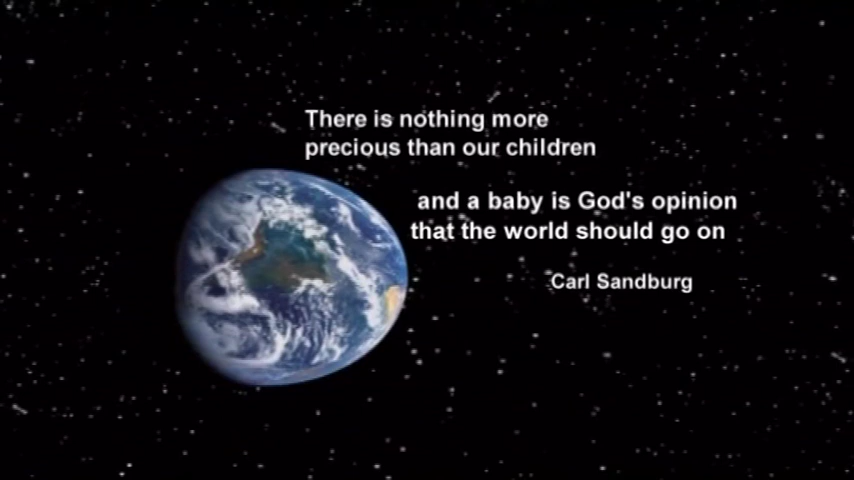 There is nothing more
precious than our children
and a baby is God's opinion
that the world should go on
Carl Sandburg